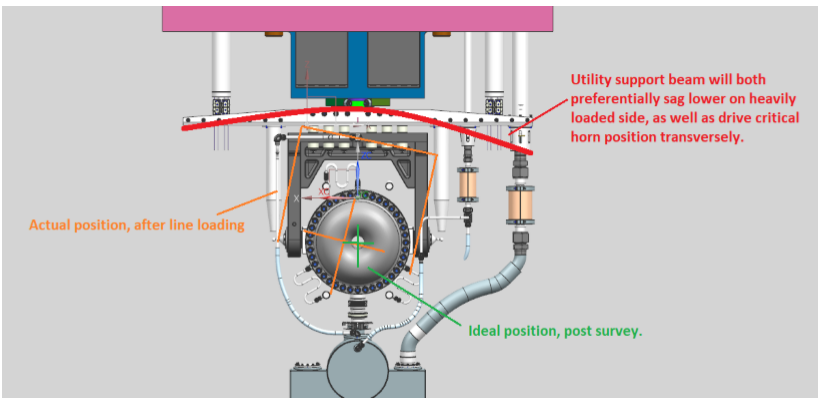 Utility support beam will both
preferentially sag lower on heavily
loaded side, as well as drive critical
horn position transversely.
Actual position, after line loading
Ideal position, post survey.